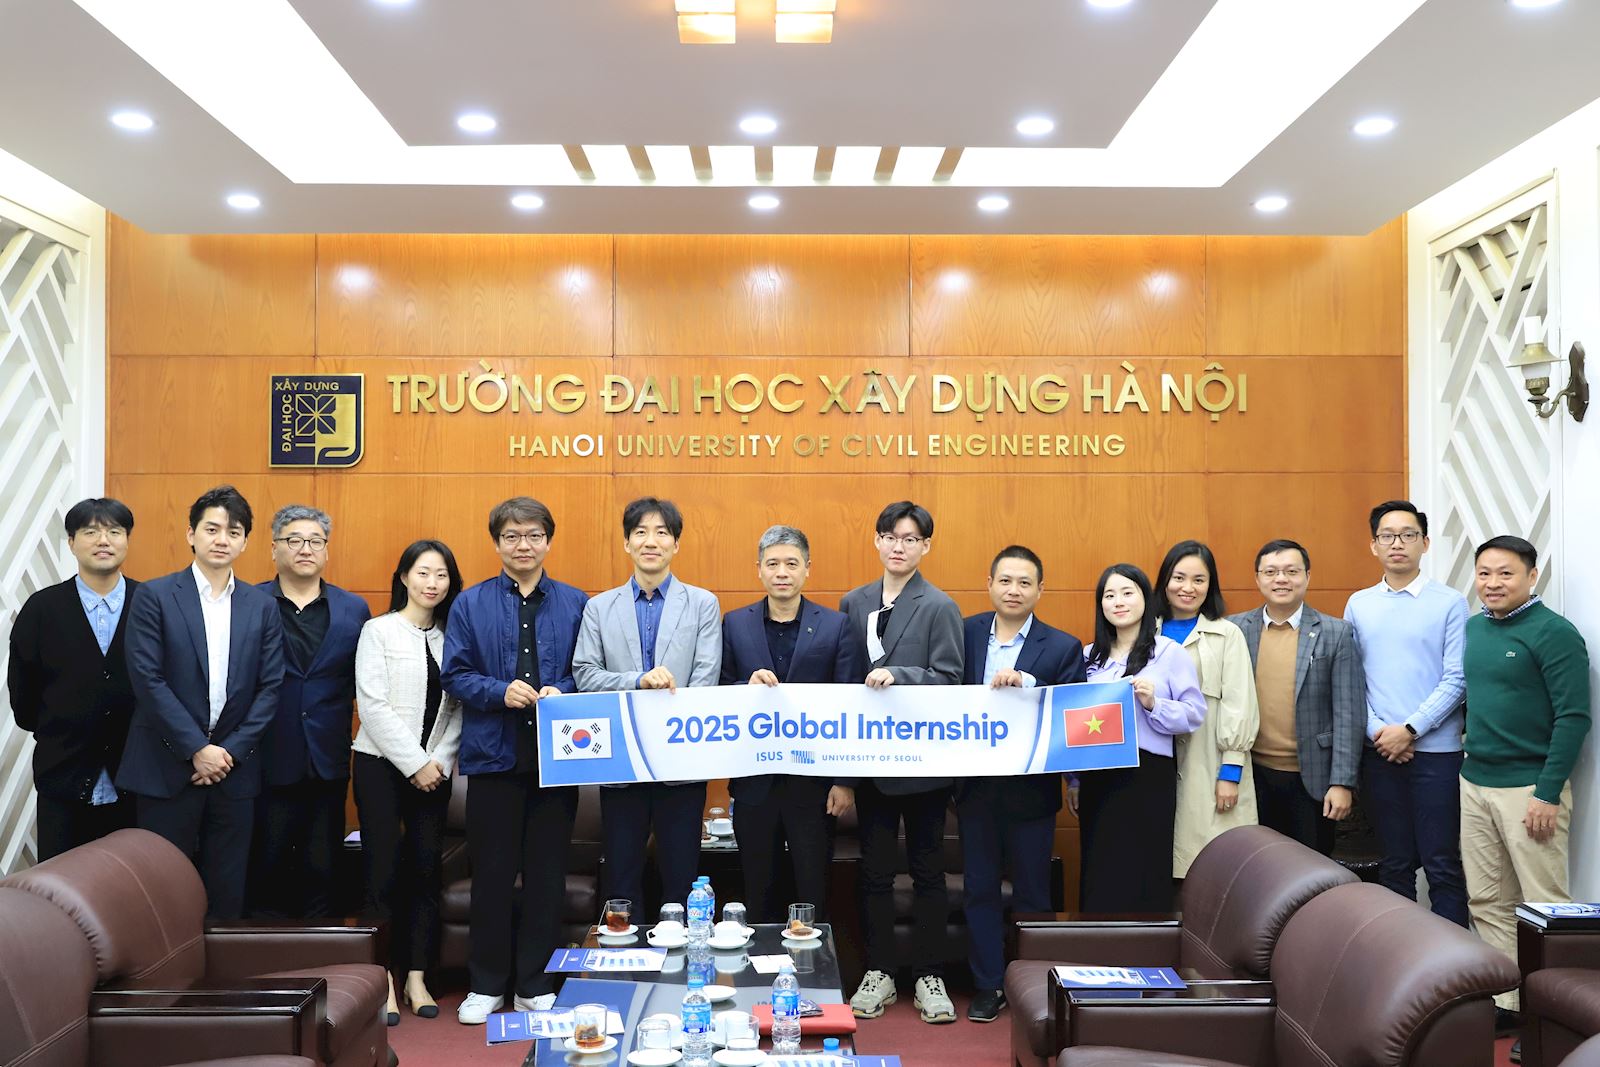 XÂY DỰNG
ĐẠI HỌC
TRƯỜNG ĐẠI HỌC XÂY DỰNG HÀ NỘI
HANOI UNIVERSITY OF CIVIL ENGINEERING
2025 Global Internship
ISUS UNIVERSITY OF SEOUL